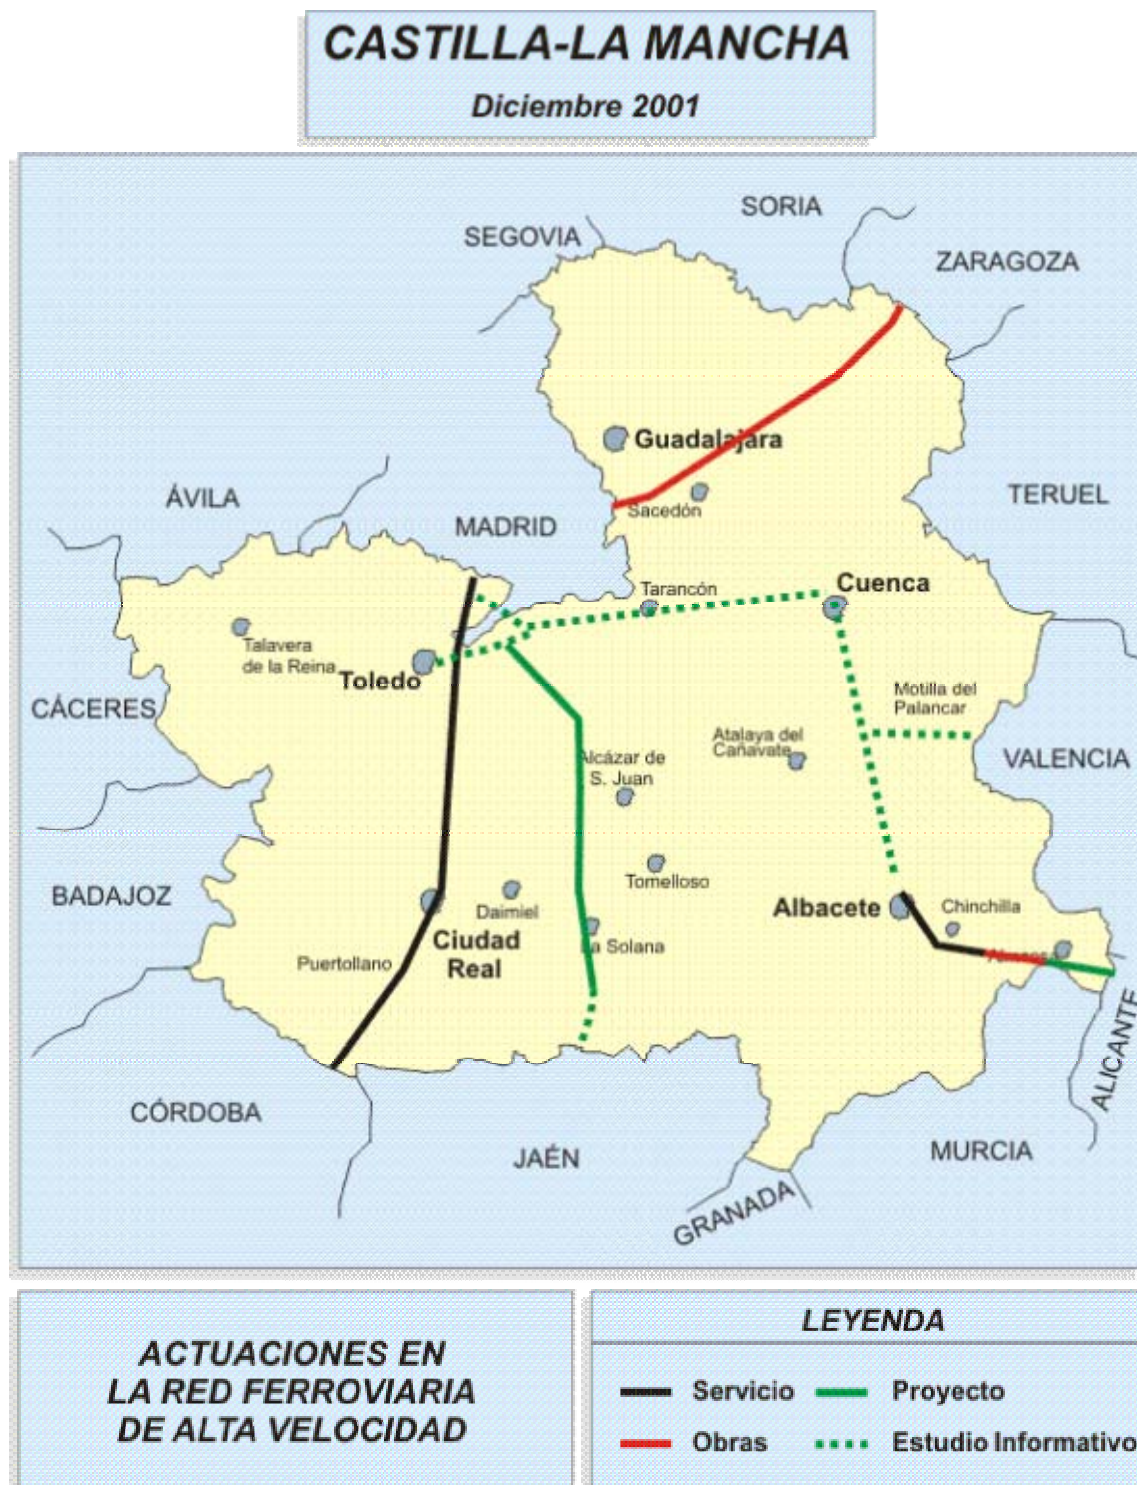 CASTILLA-LA MANCHA
Diciembre 2001
SORIA
SEGOVIA
ZARAGOZA
Guadalajara
ÁVILA
TERUEL
MADRID
Sacedón
Cuenca
Tarancón
Talavera
de la Reina
Toledo
Motilla del
Palancar
CÁCERES
Atalaya del
Cañavate
VALENCIA
Alcázar de
S. Juan
BADAJOZ
Tomelloso
Daimiel
Albacete
Chinchilla
Ciudad
Real
La Solana
Puertollano
ALICANTE
CÓRDOBA
JAÉN
MURCIA
GRANADA
ACTUACIONES EN
LA RED FERROVIARIA
DE ALTA VELOCIDAD
LEYENDA
Servicio
Proyecto
Obras
Estudio Informativo